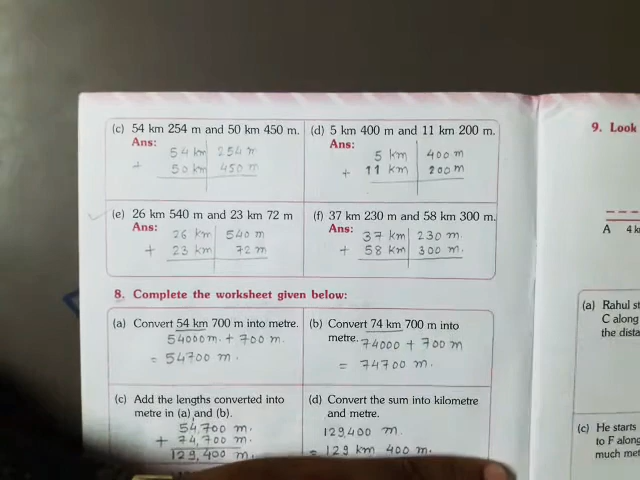 (c) 54 km 254 m and 50 km 450 m.
Ans:
54 km 254 m
+ 50 km 450 m
(d) 5 km 400 m and 11 km 200 m.
Ans:
5 km 400 m
+ 11 km 200 m
(e) 26 km 540 m and 23 km 72 m
Ans:
26 km 540 m
+ 23 km 72 m
(f) 37 km 230 m and 58 km 300 m.
Ans:
37 km 230 m.
+ 58 km 300 m.
8. Complete the worksheet given below:
(a) Convert 54 km 700 m into metre.
54000 m. + 700 m.
= 54700 m.
(b) Convert 74 km 700 m into
metre. 74000 + 700 m
= 74700 m.
(c) Add the lengths converted into
metre in (a) and (b).
54,700 m.
+ 74,700 m.
129,400 m.
(d) Convert the sum into kilometre
and metre.
129,400 m.
= 129 km 400 m.
9. Look
A 4
(a) Rahul
C along
the
(c) He starts
to F along
much